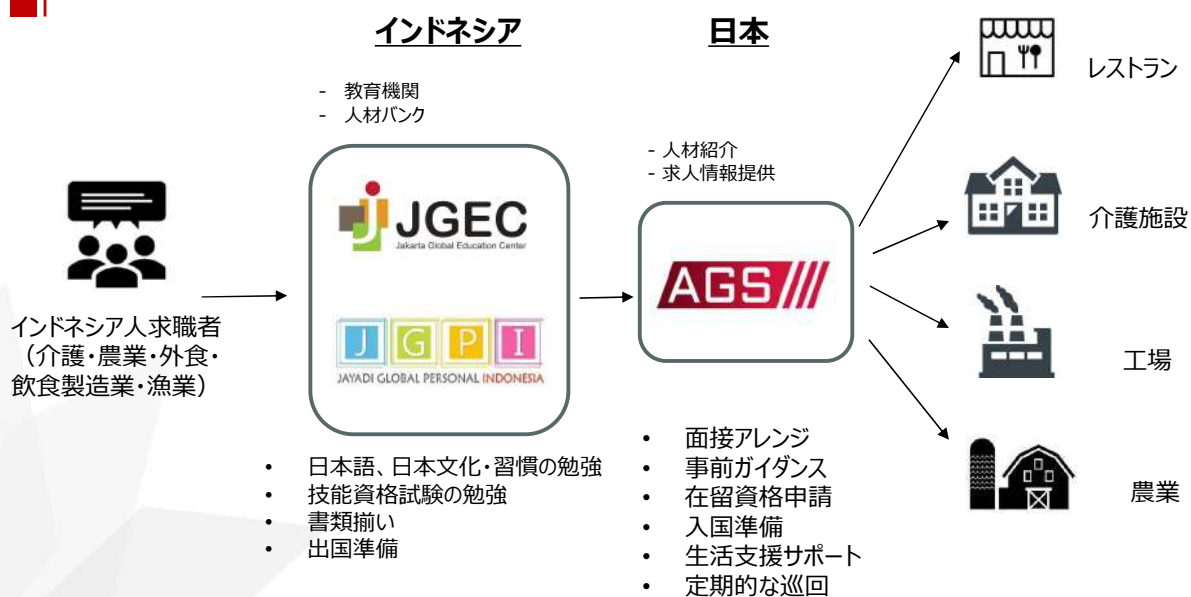 インドネシア
日本
- 教育機関
- 人材バンク
- 人材紹介
- 求人情報提供
JGEC
Jakarta Global Education Center
J G P I
JAYADI GLOBAL PERSONAL INDONESIA
AGS
インドネシア人求職者
（介護・農業・外食・
飲食製造業・漁業）
レストラン
介護施設
工場
農業
• 日本語、日本文化・習慣の勉強
• 技能資格試験の勉強
• 書類揃い
• 出国準備
• 面接アレンジ
• 事前ガイダンス
• 在留資格申請
• 入国準備
• 生活支援サポート
• 定期的な巡回